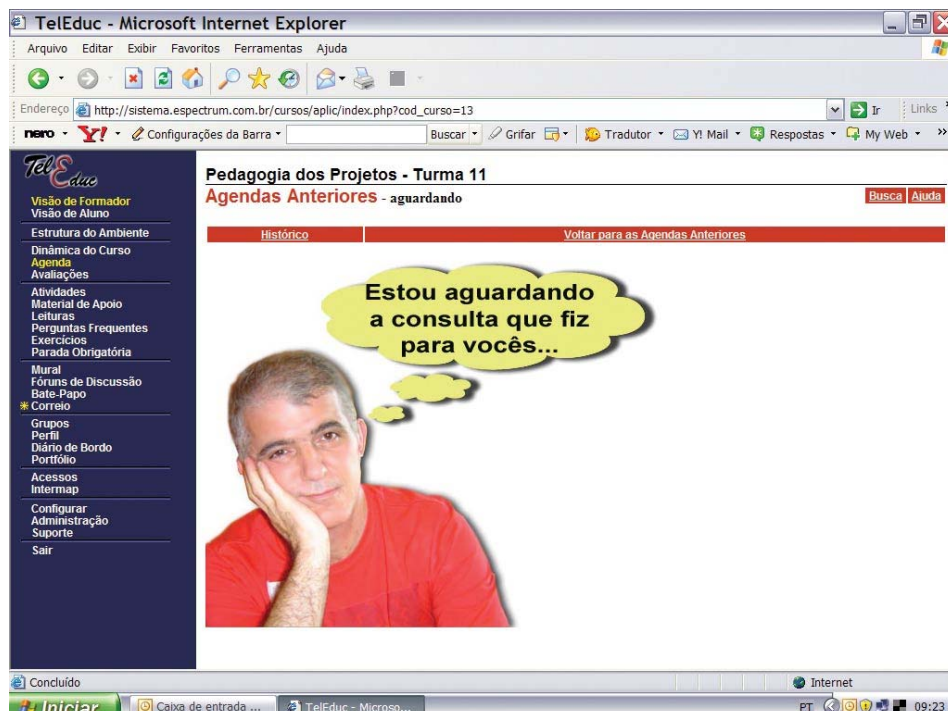 TelEduc - Microsoft Internet Explorer
Arquivo Editar Exibir Favoritos Ferramentas Ajuda
Endereço http://sistema.espectrum.com.br/cursos/aplic/index.php?cod_curso=13 Ir Links
nero Y! Configurações da Barra Buscar Grifar Tradutor Y! Mail Respostas My Web
TelEduc
Pedagogia dos Projetos - Turma 11
Agendas Anteriores - aguardando
Busca Ajuda
Histórico Voltar para as Agendas Anteriores
Visão de Formador
Visão de Aluno
Estrutura do Ambiente
Dinâmica do Curso
Agenda
Avaliações
Atividades
Material de Apoio
Leituras
Perguntas Frequentes
Exercícios
Parada Obrigatória
Mural
Fóruns de Discussão
Bate-Papo
Correio
Grupos
Perfil
Diário de Bordo
Portfólio
Acessos
Intermap
Configurar
Administração
Suporte
Sair
Estou aguardando
a consulta que fiz
para vocês...
Concluído Internet
Iniciar Caixa de entrada ... TelEduc - Microso... PT 09:23